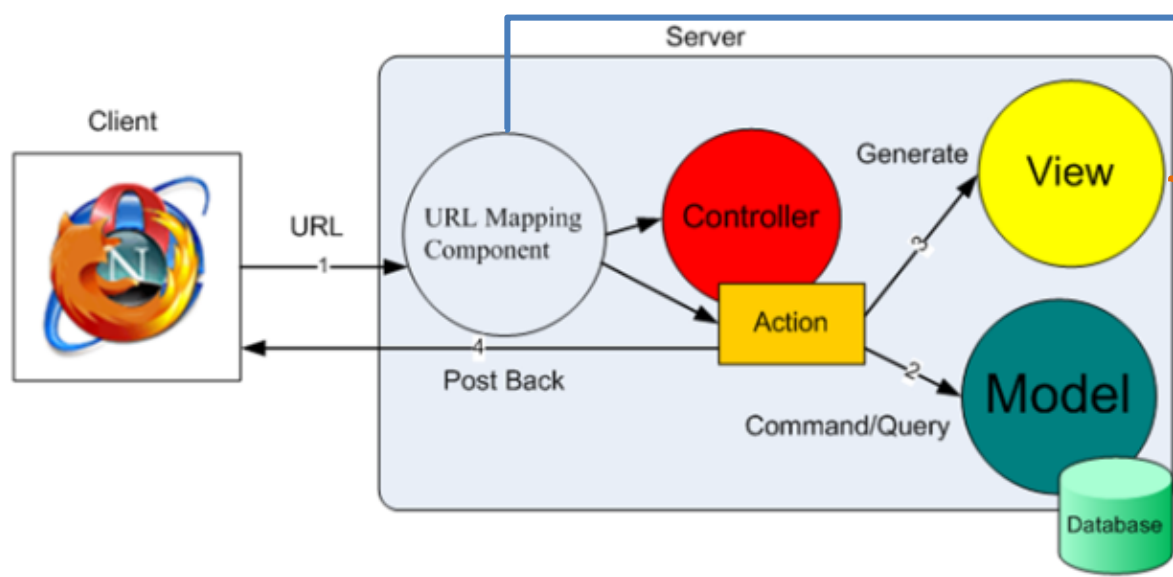 Server
Client
URL
1
N
URL Mapping
Component
Controller
Action
Generate
3
View
2
Model
Command/Query
4
Post Back
Database